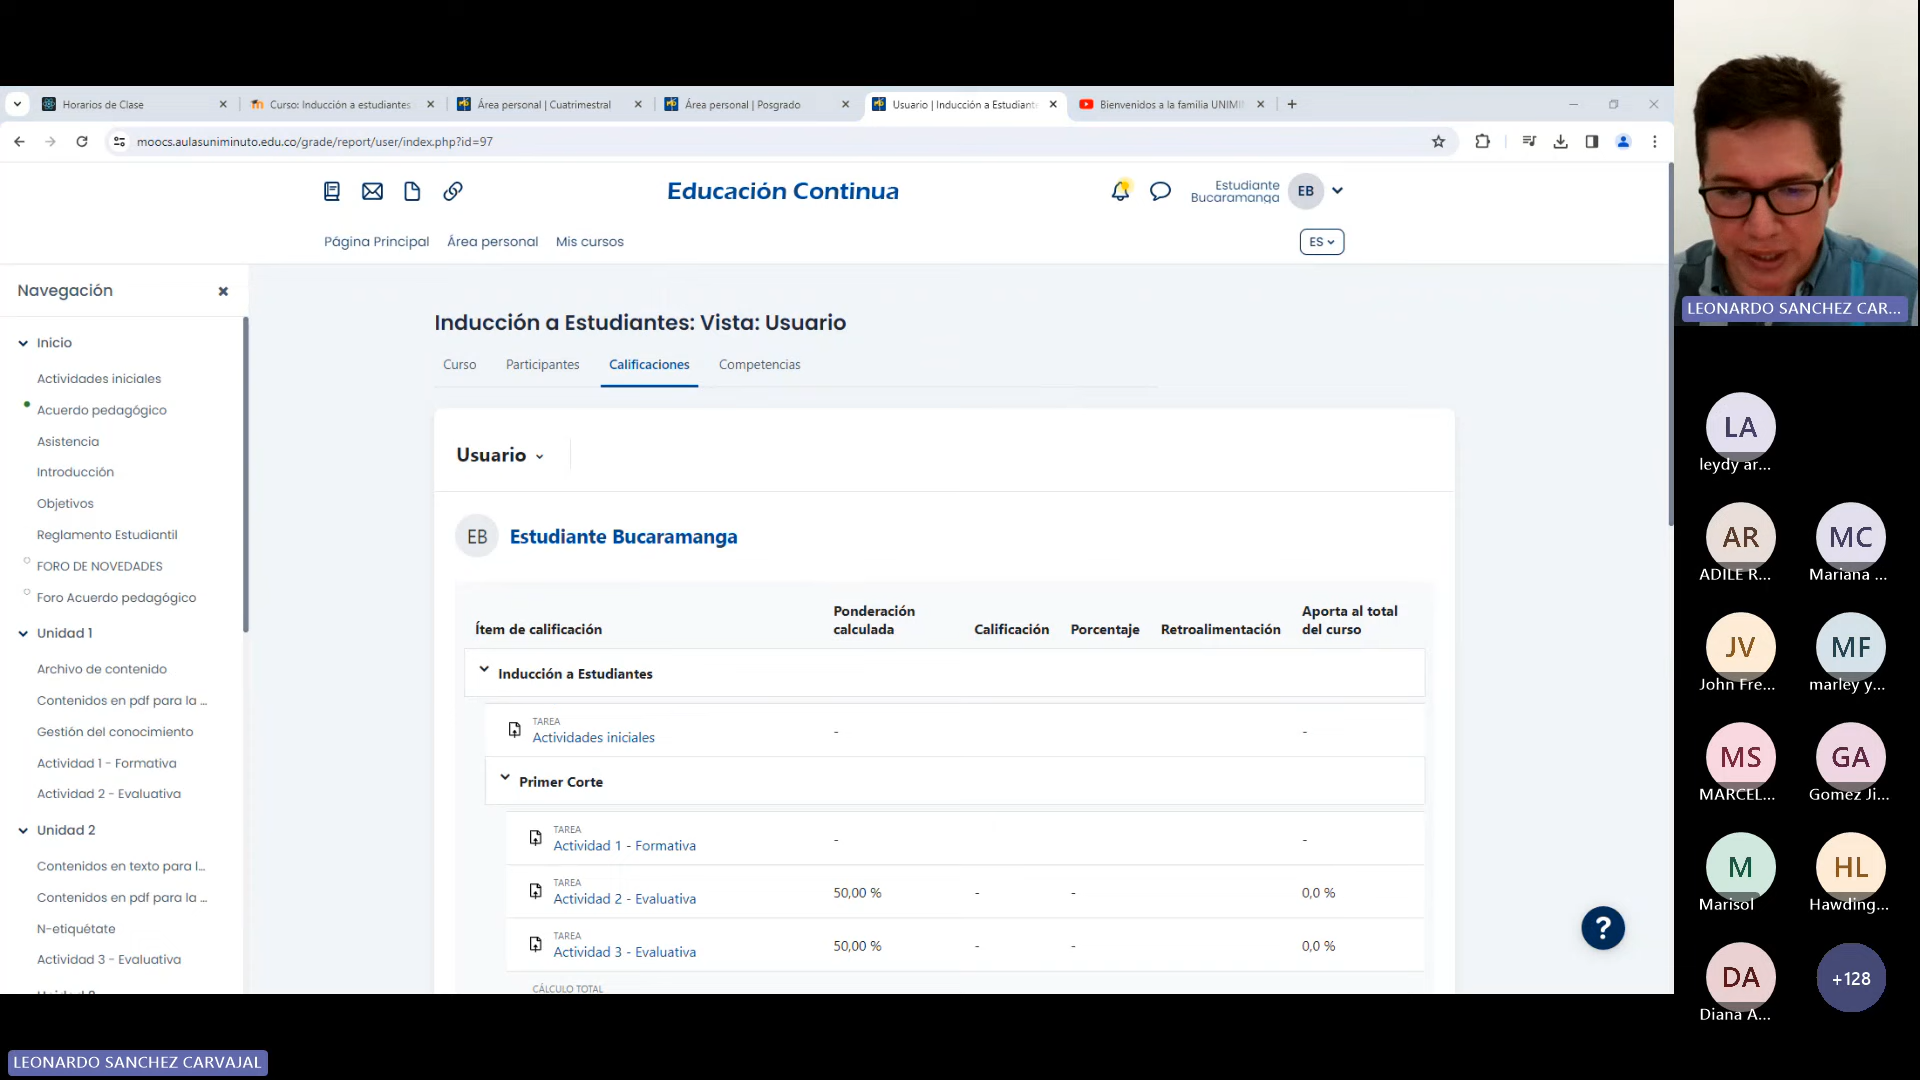 Horarios de Clase
Curso: Inducción a estudiantes
Área personal | Cuatrimestral
Área personal | Posgrado
Usuario | Inducción a Estudiant
Bienvenidos a la familia UNIMI
moocs.aulasuniminuto.edu.co/grade/report/user/index.php?id=97
Educación Continua
Estudiante
Bucaramanga
EB
Página Principal
Área personal
Mis cursos
ES
LEONARDO SANCHEZ CAR...
Navegación
Inicio
Actividades iniciales
Acuerdo pedagógico
Asistencia
Introducción
Objetivos
Reglamento Estudiantil
FORO DE NOVEDADES
Foro Acuerdo pedagógico
Unidad 1
Archivo de contenido
Contenidos en pdf para la ...
Gestión del conocimiento
Actividad 1 - Formativa
Actividad 2 - Evaluativa
Unidad 2
Contenidos en texto para l...
Contenidos en pdf para la ...
N-etiquétate
Actividad 3 - Evaluativa
Inducción a Estudiantes: Vista: Usuario
Curso
Participantes
Calificaciones
Competencias
Usuario
EB
Estudiante Bucaramanga
Ítem de calificación
Ponderación
calculada
Calificación
Porcentaje
Retroalimentación
Aporta al total
del curso
Inducción a Estudiantes
TAREA
Actividades iniciales
-
-
Primer Corte
TAREA
Actividad 1 - Formativa
-
-
TAREA
Actividad 2 - Evaluativa
50,00 %
-
-
0,0 %
TAREA
Actividad 3 - Evaluativa
50,00 %
-
-
0,0 %
CÁLCULO TOTAL
?
LA
leydy ar...
AR
ADILE R...
MC
Mariana ...
JV
John Fre...
MF
marley y...
MS
MARCEL...
GA
Gomez Ji...
M
Marisol
HL
Hawding...
DA
Diana A...
+128
LEONARDO SANCHEZ CARVAJAL